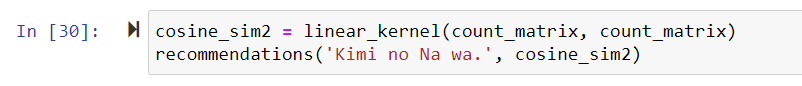 In [30]: cosine_sim2 = linear_kernel(count_matrix, count_matrix)
recommendations('Kimi no Na wa.', cosine_sim2)